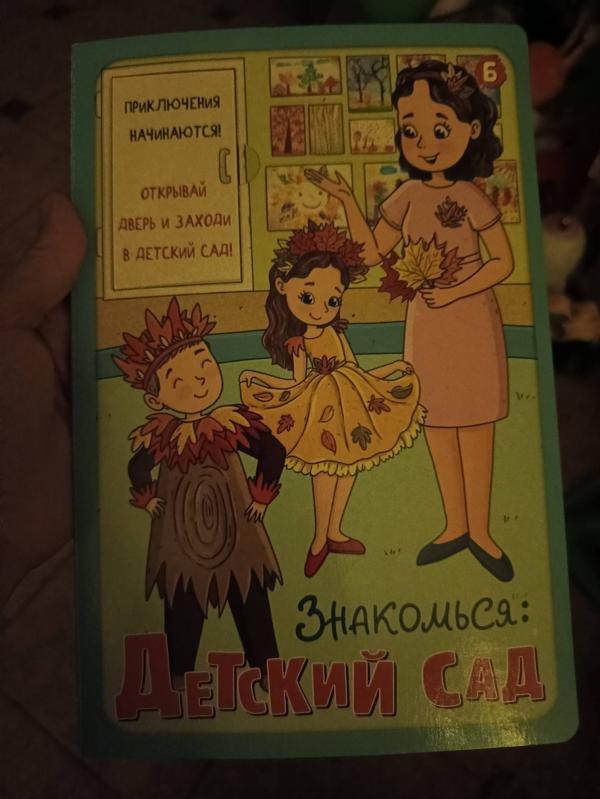 Б
ПРИКЛЮЧЕНИЯ
НАЧИНАЮТСЯ!
ОТКРЫВАЙ
ДВЕРЬ И ЗАХОДИ
В ДЕТСКИЙ САД!
ЗНАКОМЬСЯ:
ДЕТСКИЙ САД